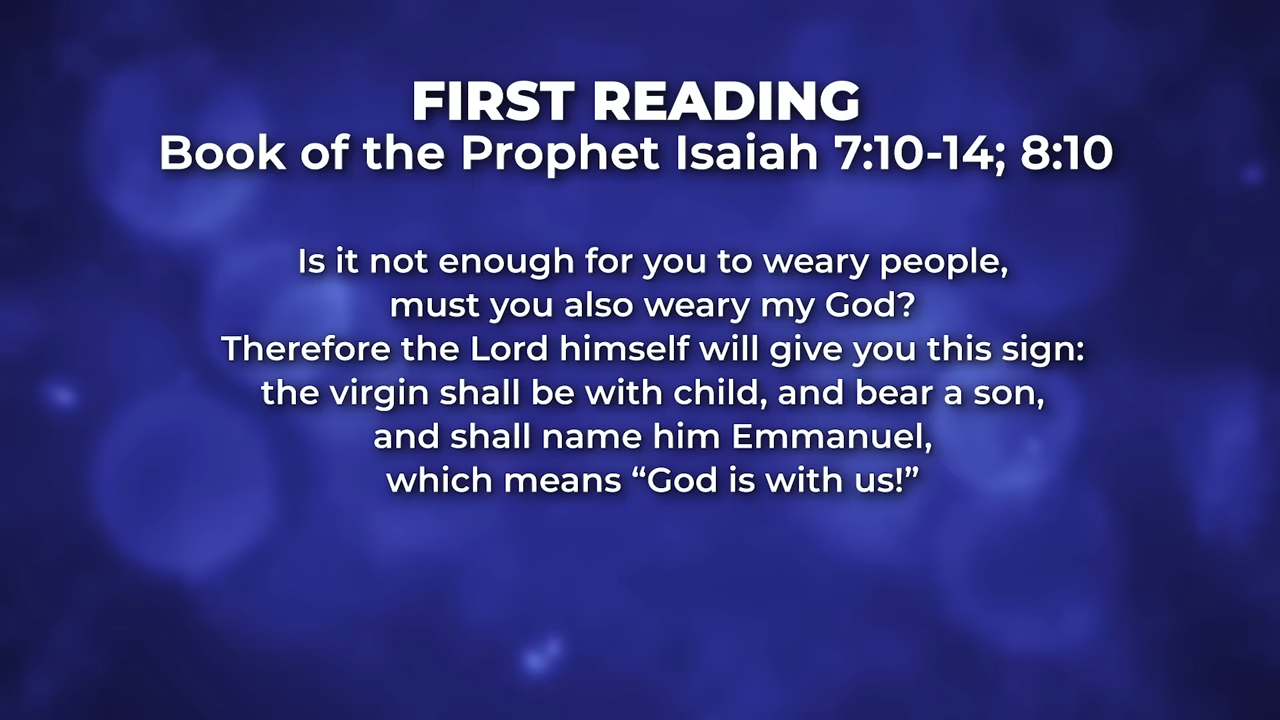 FIRST READING
Book of the Prophet Isaiah 7:10-14; 8:10
Is it not enough for you to weary people,
must you also weary my God?
Therefore the Lord himself will give you this sign:
the virgin shall be with child, and bear a son,
and shall name him Emmanuel,
which means “God is with us!”